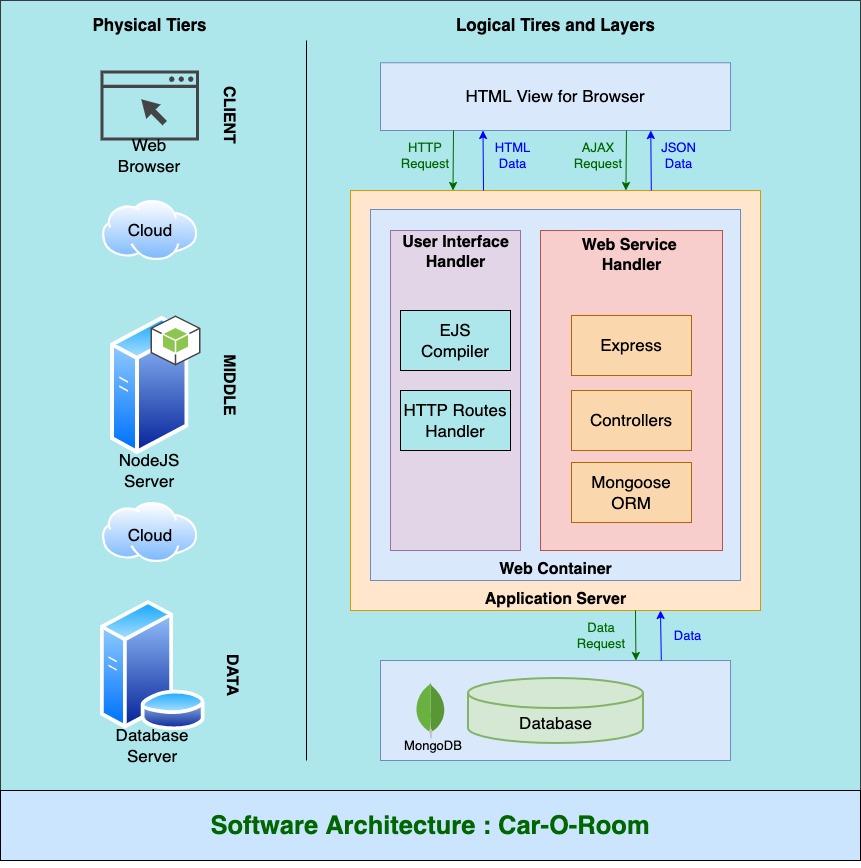 Physical Tiers
Logical Tires and Layers
CLIENT
Web
Browser
Cloud
MIDDLE
NodeJS
Server
Cloud
DATA
Database
Server
HTML View for Browser
HTTP
Request
HTML
Data
AJAX
Request
JSON
Data
User Interface
Handler
EJS
Compiler
HTTP Routes
Handler
Web Service
Handler
Express
Controllers
Mongoose
ORM
Web Container
Application Server
Data
Request
Data
MongoDB
Database
Software Architecture : Car-O-Room